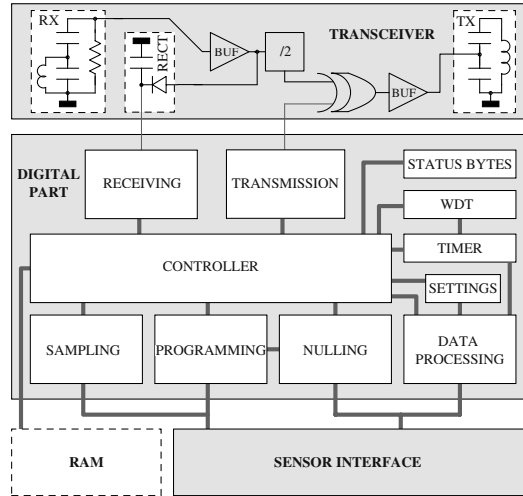 RX
TRANSCEIVER
TX
BUF
/2
RECT
BUF
DIGITAL
PART
RECEIVING
TRANSMISSION
STATUS BYTES
WDT
TIMER
CONTROLLER
SETTINGS
SAMPLING
PROGRAMMING
NULLING
DATA
PROCESSING
RAM
SENSOR INTERFACE